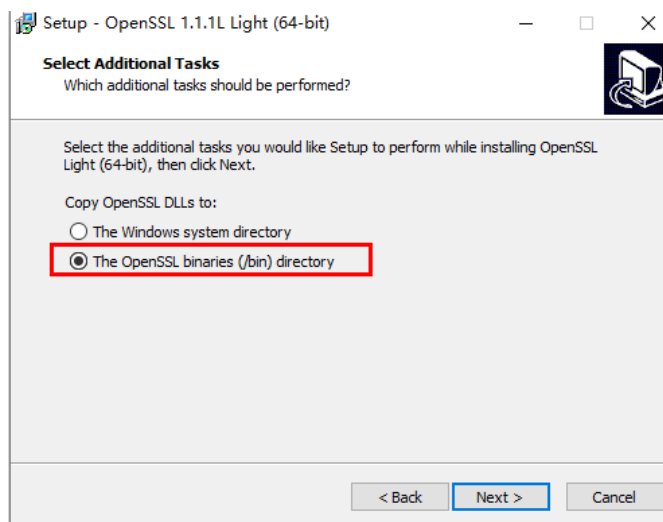 Setup - OpenSSL 1.1.1L Light (64-bit)
Select Additional Tasks
Which additional tasks should be performed?
Select the additional tasks you would like Setup to perform while installing OpenSSL
Light (64-bit), then click Next.
Copy OpenSSL DLLs to:
The Windows system directory
The OpenSSL binaries (/bin) directory
< Back
Next >
Cancel